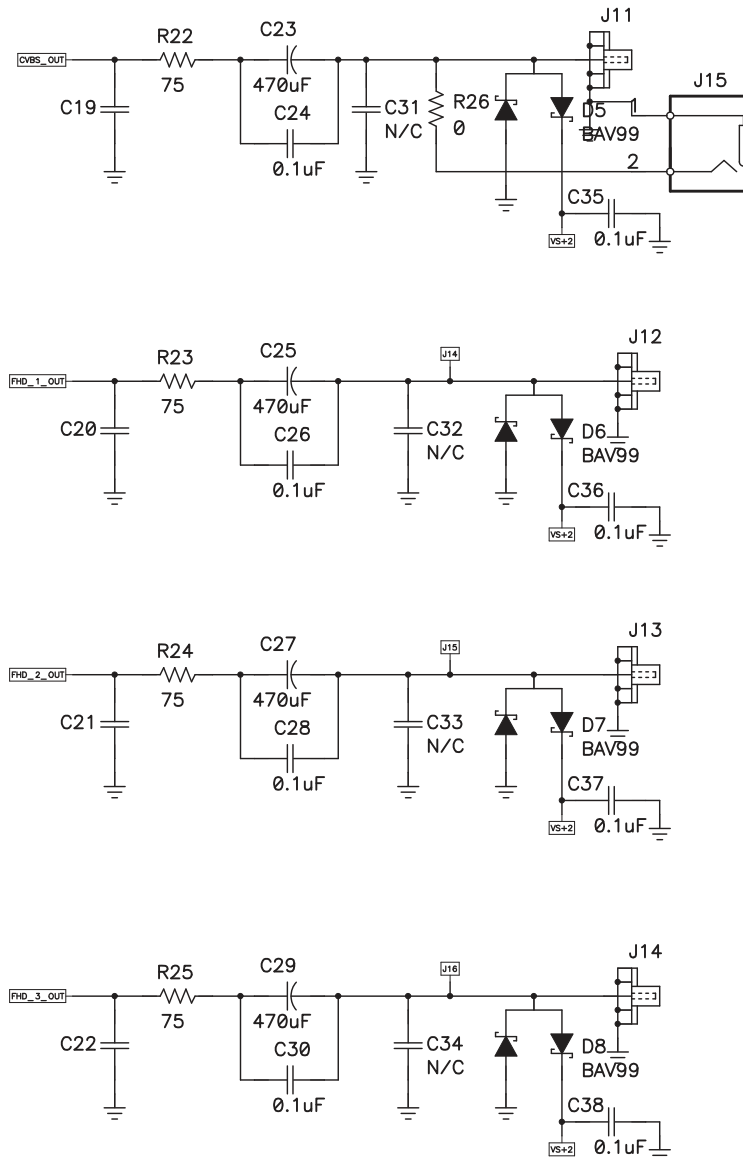 J11
C23
R22
CVBS_OUT
470uF
75
C24
C19
C31
N/C
R26
0
D5
BAV99
1
J15
0.1uF
2
C35
VS+2
0.1uF
J12
C25
J14
R23
FHD_1_OUT
470uF
75
C26
C20
C32
N/C
D6
BAV99
0.1uF
C36
VS+2
0.1uF
J13
C27
J15
R24
FHD_2_OUT
470uF
75
C28
C21
C33
N/C
D7
BAV99
0.1uF
C37
VS+2
0.1uF
J14
C29
J16
R25
FHD_3_OUT
470uF
75
C30
C22
C34
N/C
D8
BAV99
0.1uF
C38
VS+2
0.1uF